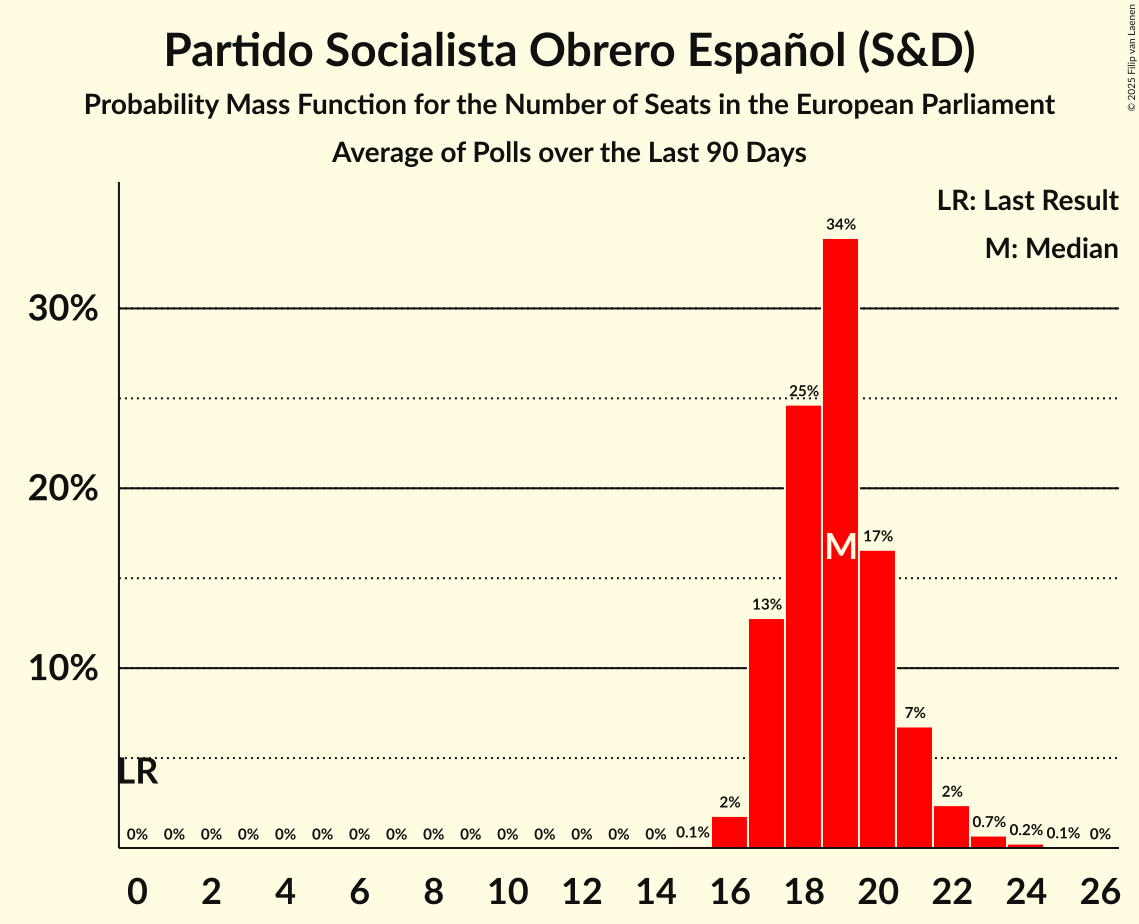 Partido Socialista Obrero Español (S&D)
Probability Mass Function for the Number of Seats in the European Parliament
Average of Polls over the Last 90 Days
© 2025 Filip van Laenen
LR: Last Result
M: Median
30%
20%
10%
34%
25%
M
17%
13%
7%
LR
2%
2%
0% 0% 0% 0% 0% 0% 0% 0% 0% 0% 0% 0% 0% 0% 0% 0.1% 0.7% 0.2% 0.1% 0%
0 2 4 6 8 10 12 14 16 18 20 22 24 26